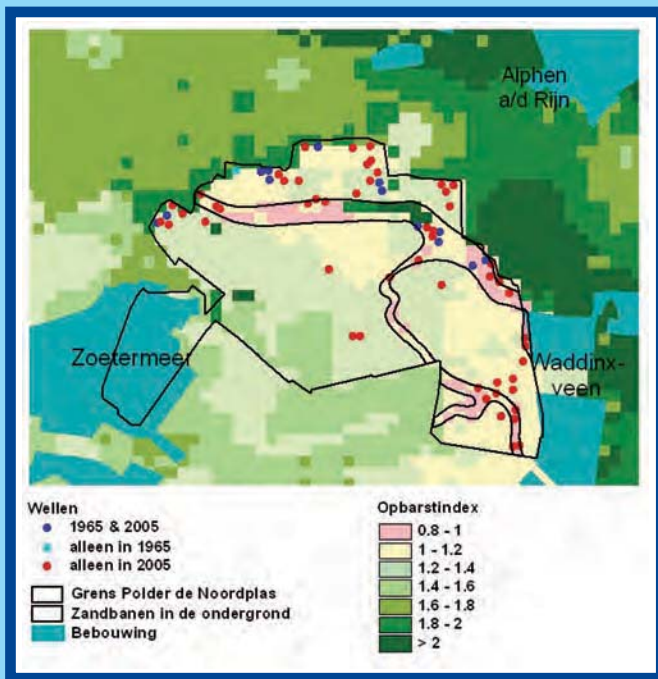 Alphen
a/d Rijn
Zoetermeer
Waddinx-
veen
Wellen
1965 & 2005
alleen in 1965
alleen in 2005
Grens Polder de Noordplas
Zandbanen in de ondergrond
Bebouwing
Opbarstindex
0.8 - 1
1 - 1.2
1.2 - 1.4
1.4 - 1.6
1.6 - 1.8
1.8 - 2
> 2